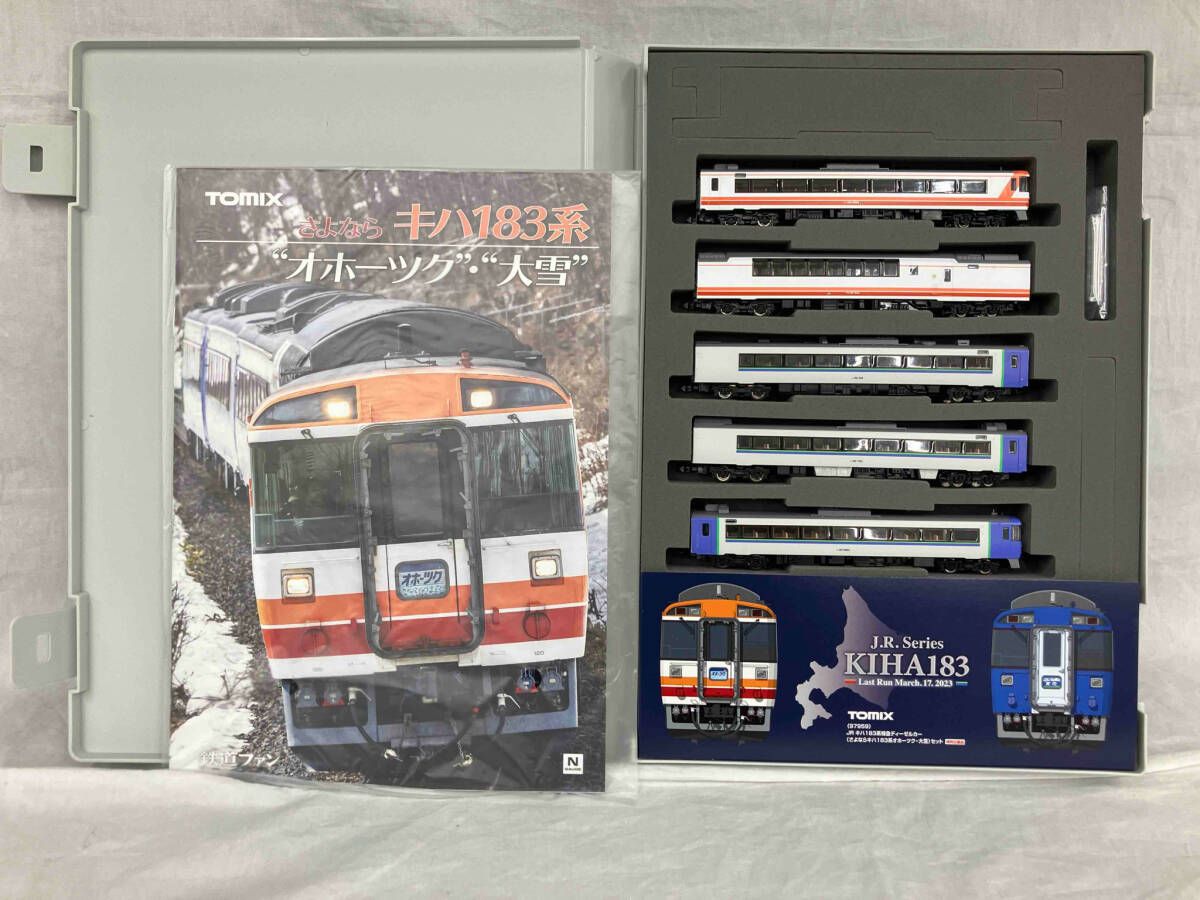 TOMIX
さよなら キハ183系
“オホーツク”・“大雪”
オホーツク
120
鉄道ファン
N
J.R. Series
KIHA183
Last Run March. 17. 2023
TOMIX
(97959)
JR キハ183系特急ディーゼルカー
(さよならキハ183系オホーツク・大雪)セット